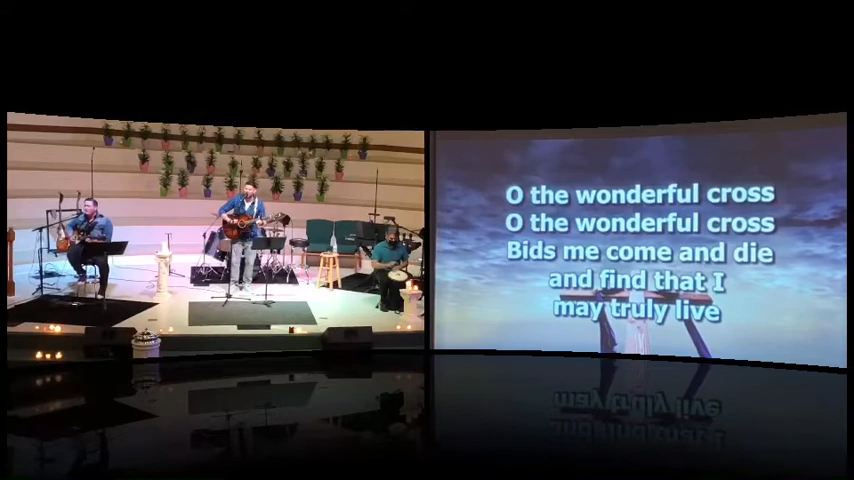 O the wonderful cross
O the wonderful cross
Bids me come and die
and find that I
may truly live